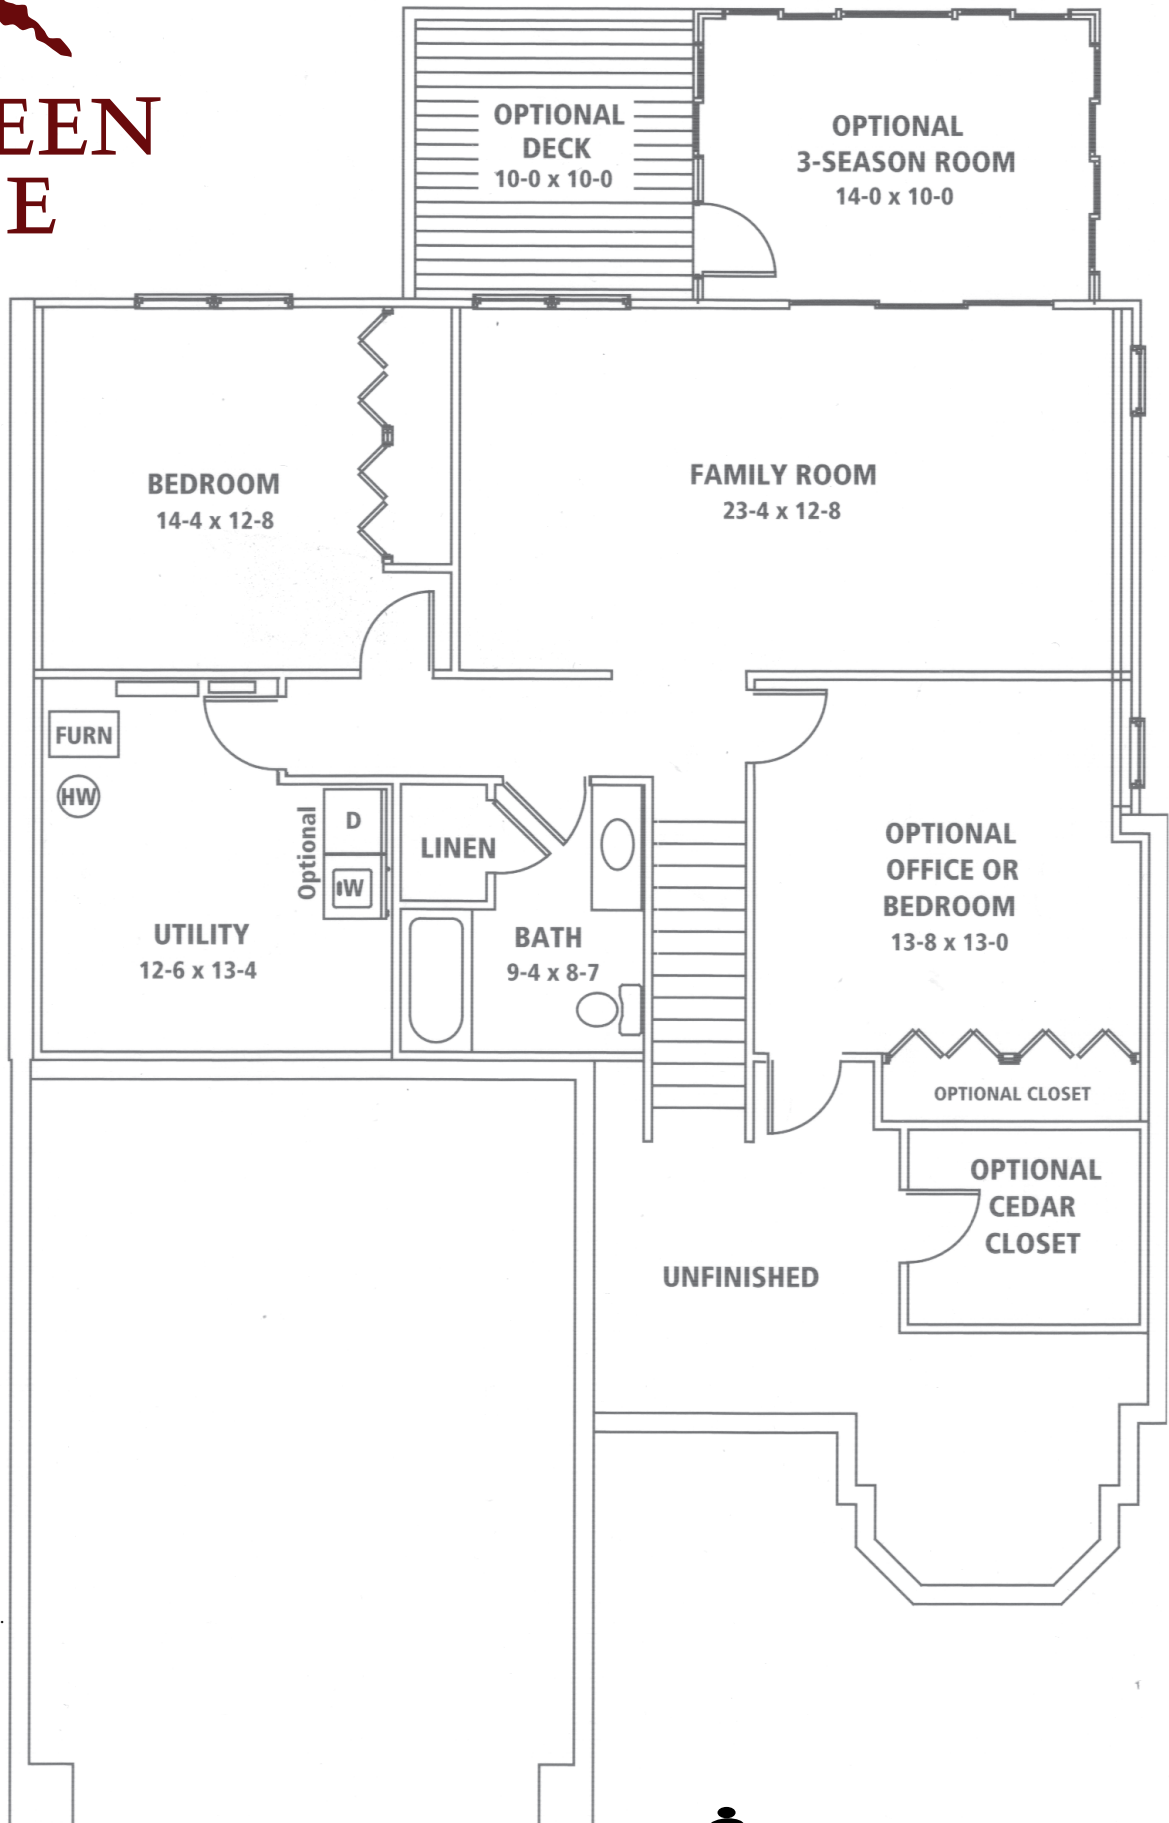 EEN
E
OPTIONAL
DECK
10-0 x 10-0
OPTIONAL
3-SEASON ROOM
14-0 x 10-0
BEDROOM
14-4 x 12-8
FAMILY ROOM
23-4 x 12-8
FURN
HW
Optional
D
W
LINEN
UTILITY
12-6 x 13-4
BATH
9-4 x 8-7
OPTIONAL
OFFICE OR
BEDROOM
13-8 x 13-0
OPTIONAL CLOSET
OPTIONAL
CEDAR
CLOSET
UNFINISHED